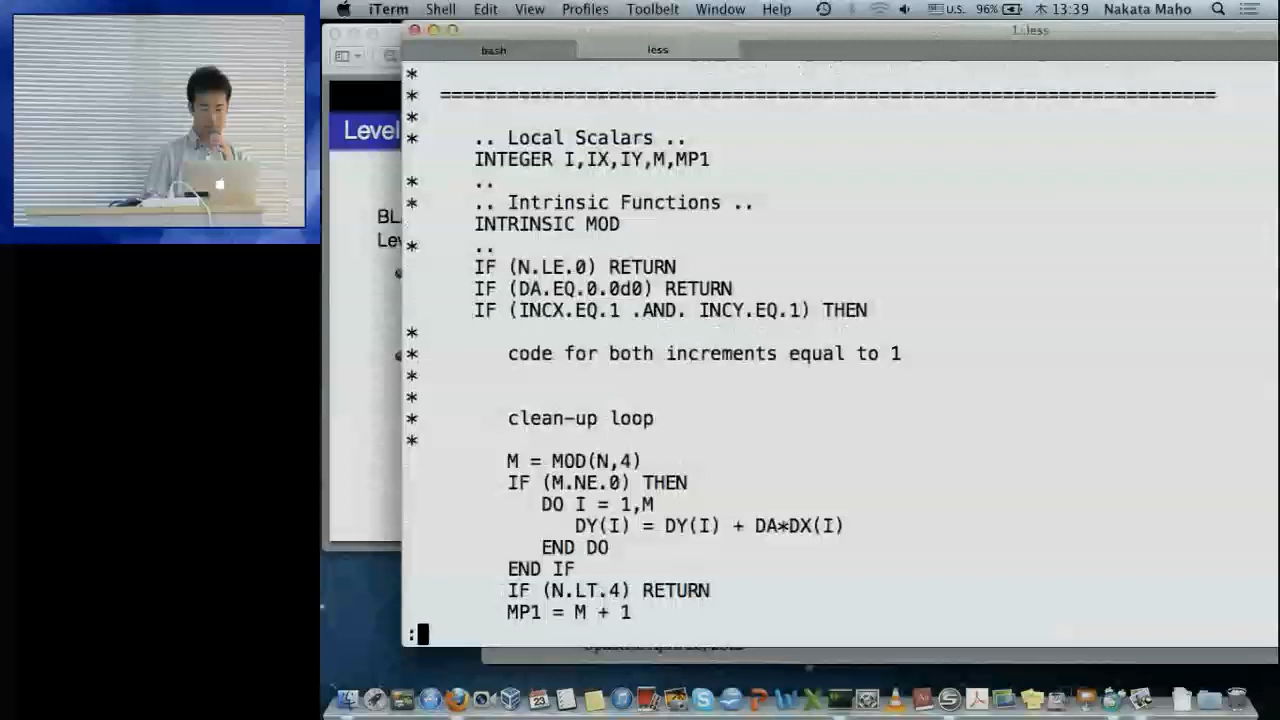 iTerm Shell Edit View Profiles Toolbelt Window Help U.S. 96% 木 13:39 Nakata Maho
1. less
bash less
*
* =====================================================================
*
* .. Local Scalars ..
INTEGER I,IX,IY,M,MP1
* ..
* .. Intrinsic Functions ..
INTRINSIC MOD
* ..
IF (N.LE.0) RETURN
IF (DA.EQ.0.0d0) RETURN
IF (INCX.EQ.1 .AND. INCY.EQ.1) THEN
*
* code for both increments equal to 1
*
*
* clean-up loop
*
M = MOD(N,4)
IF (M.NE.0) THEN
DO I = 1,M
DY(I) = DY(I) + DA*DX(I)
END DO
END IF
IF (N.LT.4) RETURN
MP1 = M + 1
:
Level
BL
Le
23